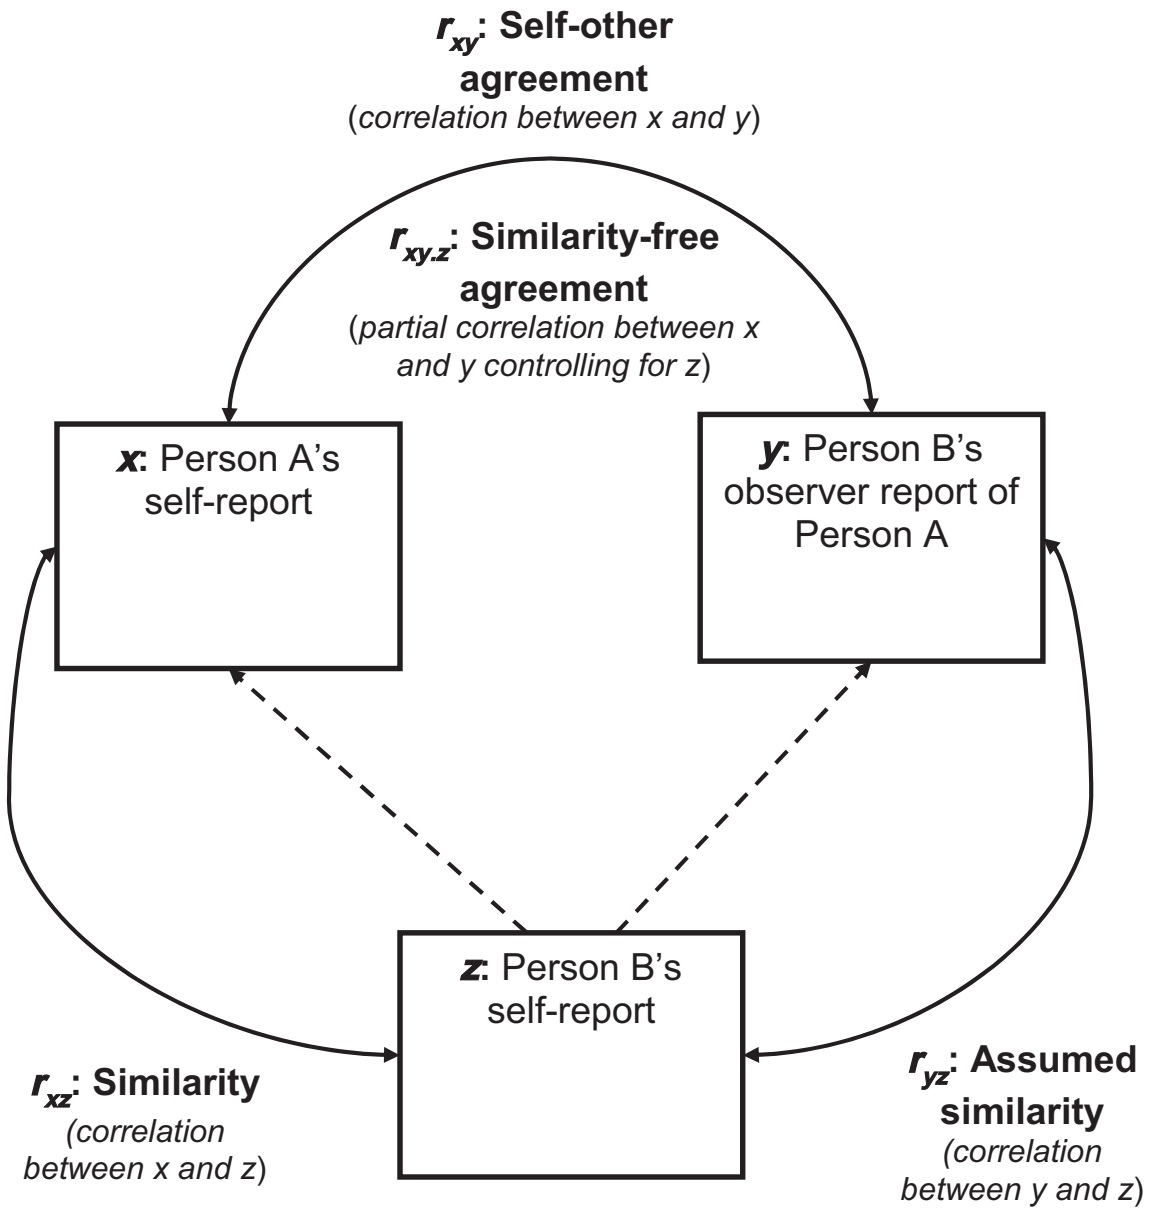 r_xy: Self-other
agreement
(correlation between x and y)
r_xy.z: Similarity-free
agreement
(partial correlation between x
and y controlling for z)
x: Person A’s
self-report
y: Person B’s
observer report of
Person A
z: Person B’s
self-report
r_xz: Similarity
(correlation
between x and z)
r_yz: Assumed
similarity
(correlation
between y and z)